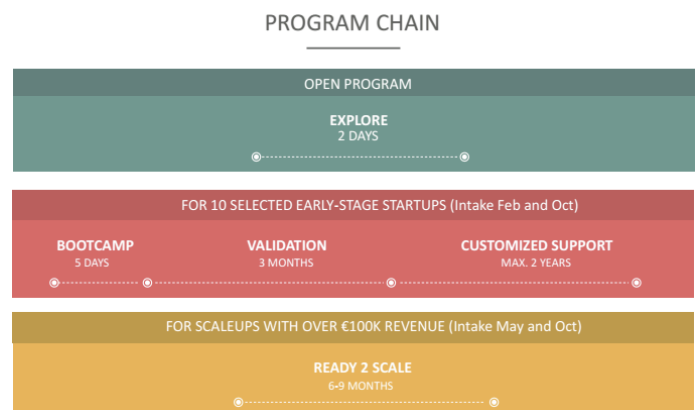 PROGRAM CHAIN
OPEN PROGRAM
EXPLORE
2 DAYS
FOR 10 SELECTED EARLY-STAGE STARTUPS (Intake Feb and Oct)
BOOTCAMP VALIDATION CUSTOMIZED SUPPORT
5 DAYS 3 MONTHS MAX. 2 YEARS
FOR SCALEUPS WITH OVER €100K REVENUE (Intake May and Oct)
READY 2 SCALE
6-9 MONTHS